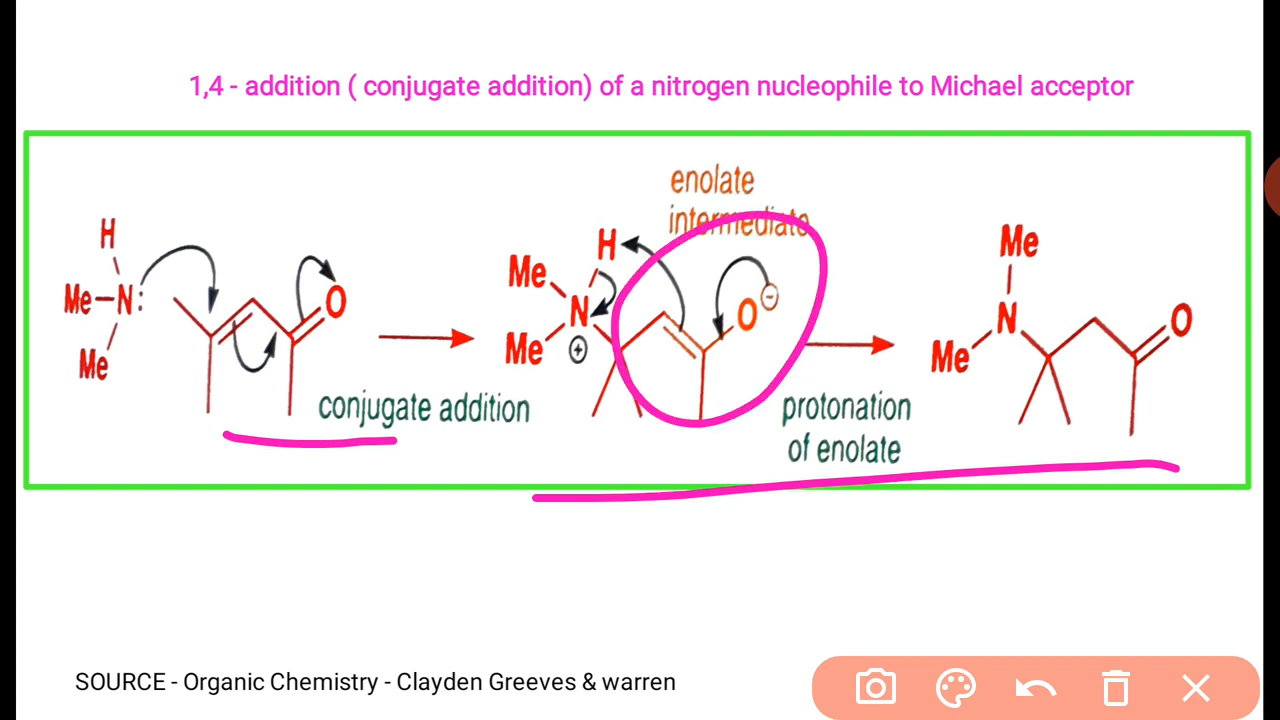 1,4 - addition ( conjugate addition) of a nitrogen nucleophile to Michael acceptor
enolate
intermediate
H
Me–N:
Me
O
conjugate addition
H
Me
N
Me
⊕
O
⊖
protonation
of enolate
Me
N
Me
O
SOURCE - Organic Chemistry - Clayden Greeves & warren